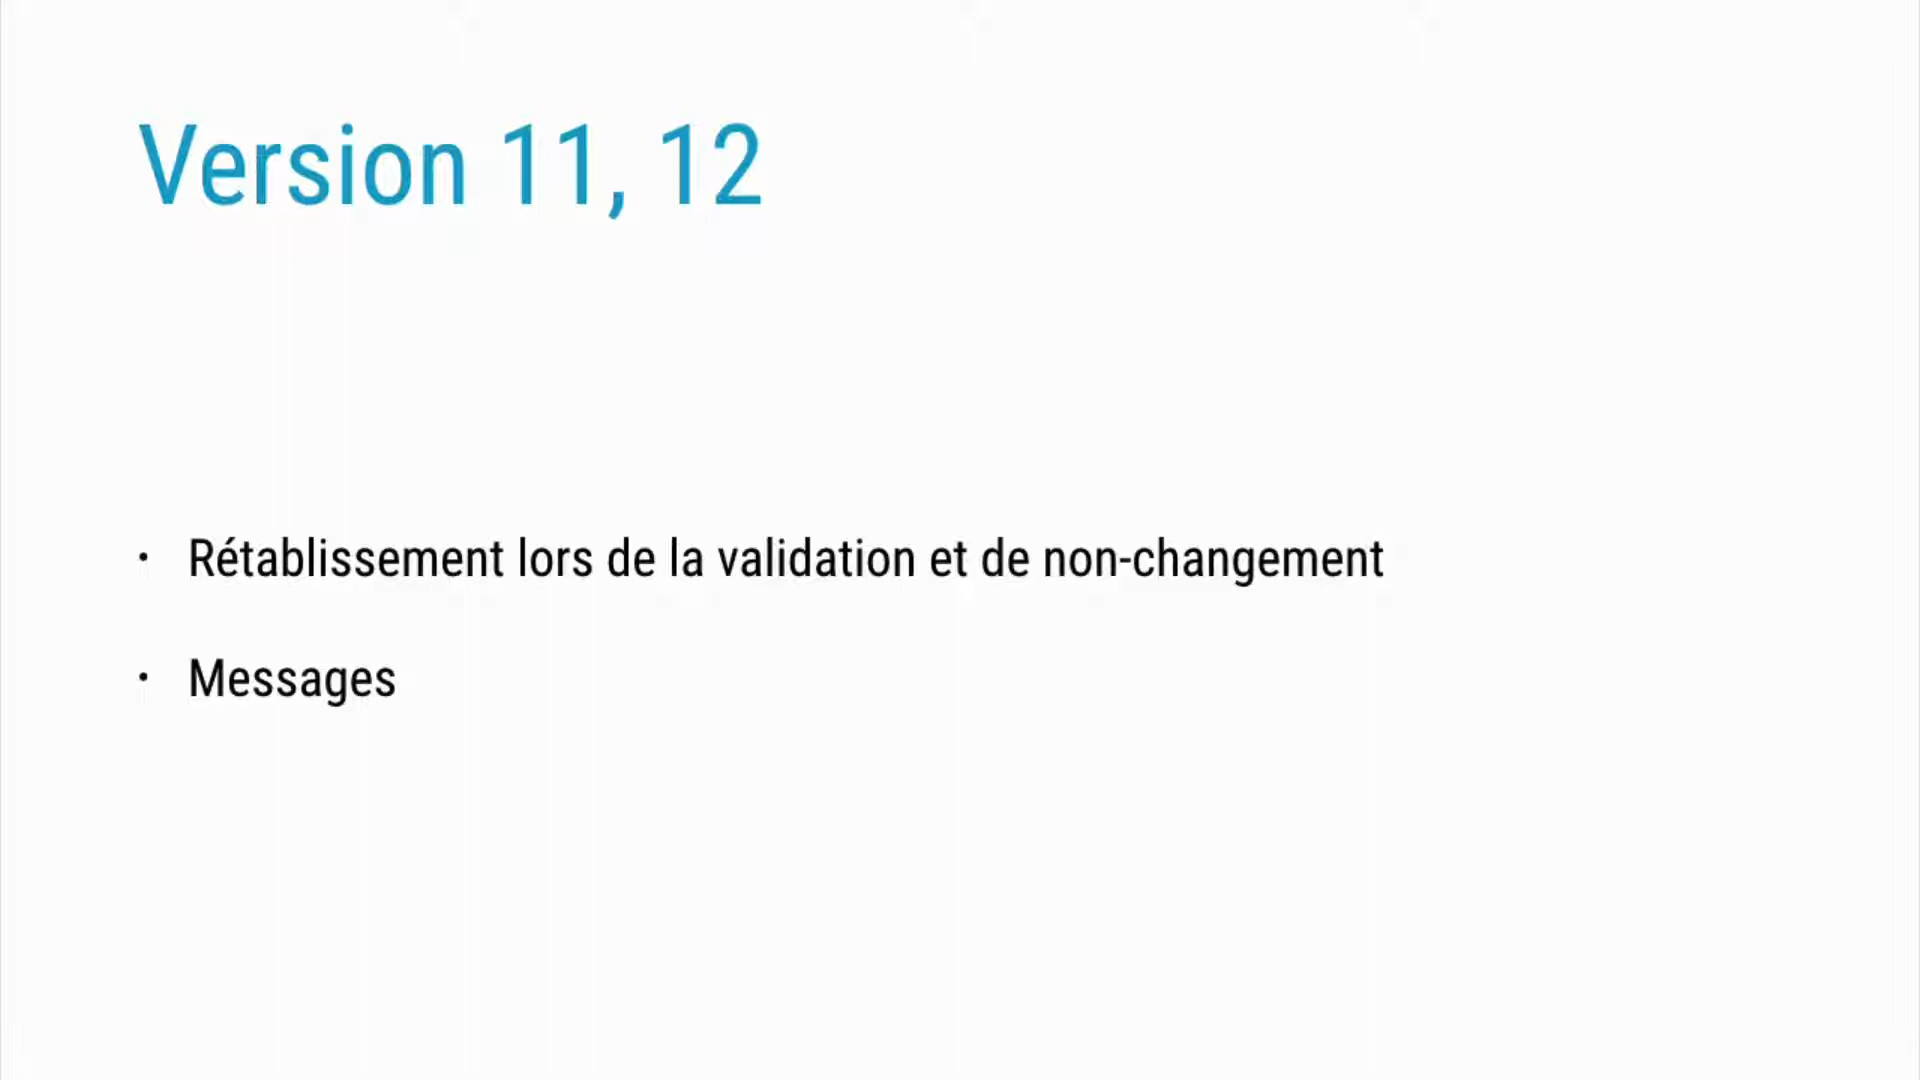 Version 11, 12
· Rétablissement lors de la validation et de non-changement
· Messages